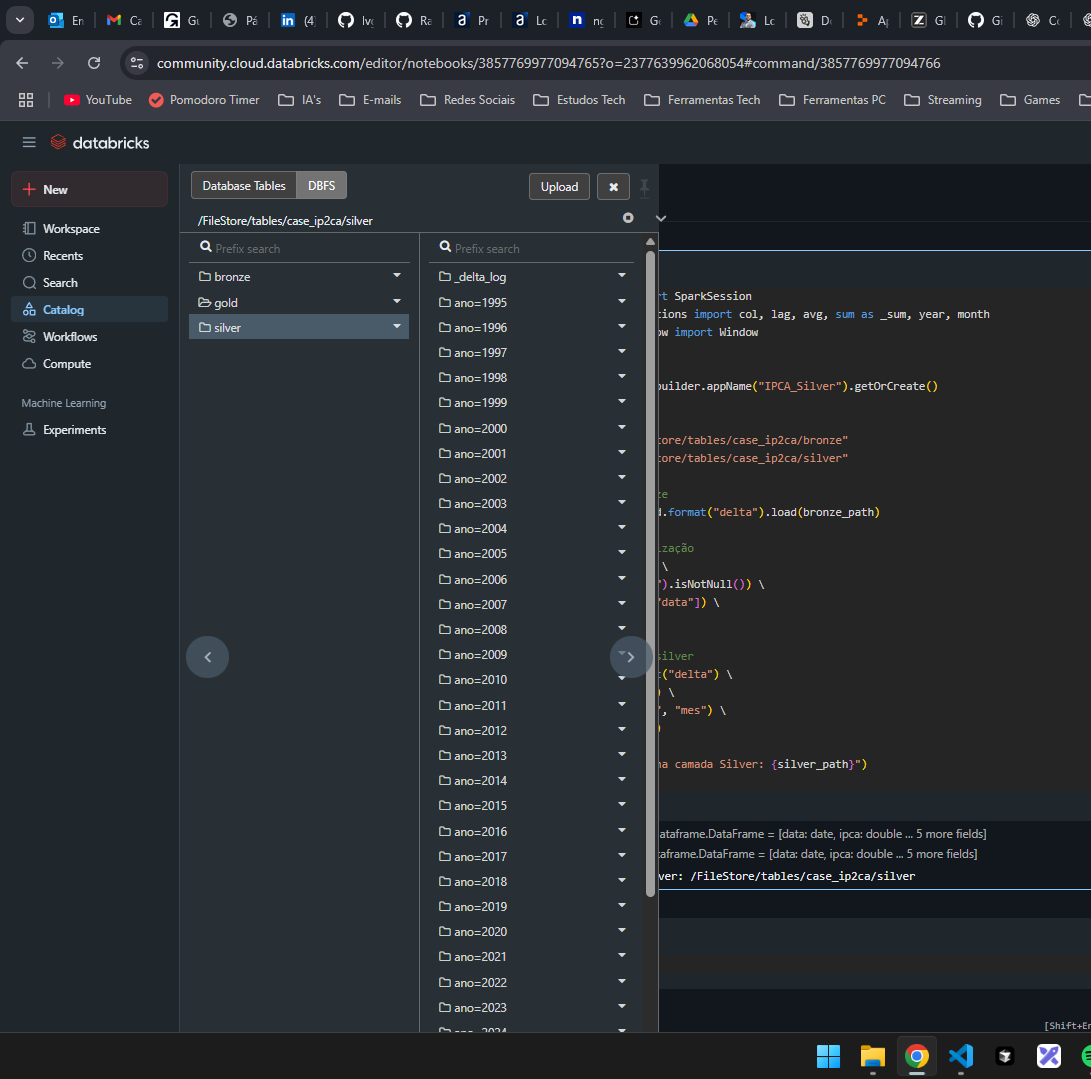 En
Ca
Gu
Pá
(4)
Ivo
Ra
Pr
Lo
no
Ge
Pe
Lo
Do
Ap
Gl
Gi
Co
community.cloud.databricks.com/editor/notebooks/3857769977094765?o=2377639962068054#command/3857769977094766
YouTube
Pomodoro Timer
IA's
E-mails
Redes Sociais
Estudos Tech
Ferramentas Tech
Ferramentas PC
Streaming
Games
databricks
New
Workspace
Recents
Search
Catalog
Workflows
Compute
Machine Learning
Experiments
Database Tables
DBFS
Upload
/FileStore/tables/case_ip2ca/silver
Prefix search
bronze
gold
silver
Prefix search
_delta_log
ano=1995
ano=1996
ano=1997
ano=1998
ano=1999
ano=2000
ano=2001
ano=2002
ano=2003
ano=2004
ano=2005
ano=2006
ano=2007
ano=2008
ano=2009
ano=2010
ano=2011
ano=2012
ano=2013
ano=2014
ano=2015
ano=2016
ano=2017
ano=2018
ano=2019
ano=2020
ano=2021
ano=2022
ano=2023
ano=2024
rt SparkSession
tions import col, lag, avg, sum as _sum, year, month
ow import Window
builder.appName("IPCA_Silver").getOrCreate()
tore/tables/case_ip2ca/bronze"
tore/tables/case_ip2ca/silver"
ze
d.format("delta").load(bronze_path)
ização
\
").isNotNull()) \
"data"]) \
silver
t("delta") \
) \
", "mes") \
)
na camada Silver: {silver_path}")
ataframe.DataFrame = [data: date, ipca: double ... 5 more fields]
taframe.DataFrame = [data: date, ipca: double ... 5 more fields]
ver: /FileStore/tables/case_ip2ca/silver
[Shift+En